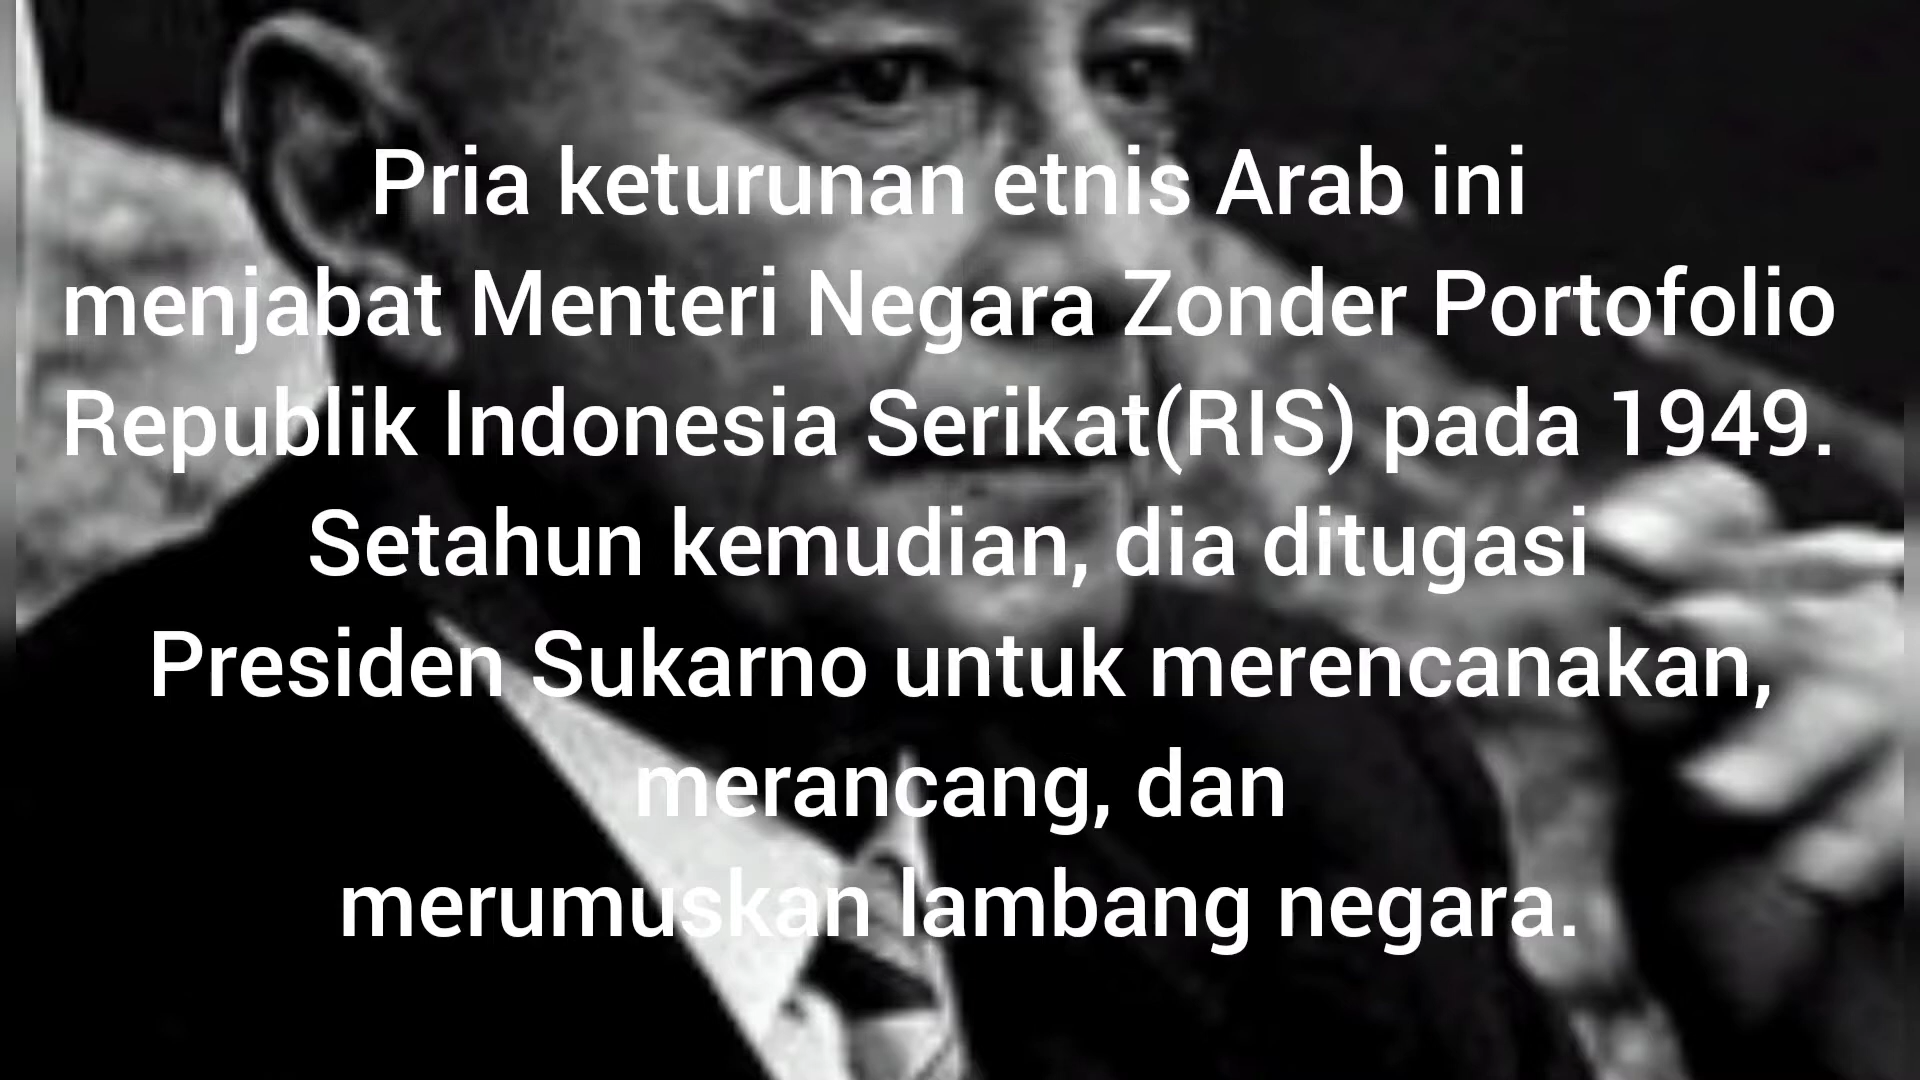 Pria keturunan etnis Arab ini
menjabat Menteri Negara Zonder Portofolio
Republik Indonesia Serikat(RIS) pada 1949.
Setahun kemudian, dia ditugasi
Presiden Sukarno untuk merencanakan,
merancang, dan
merumuskan lambang negara.